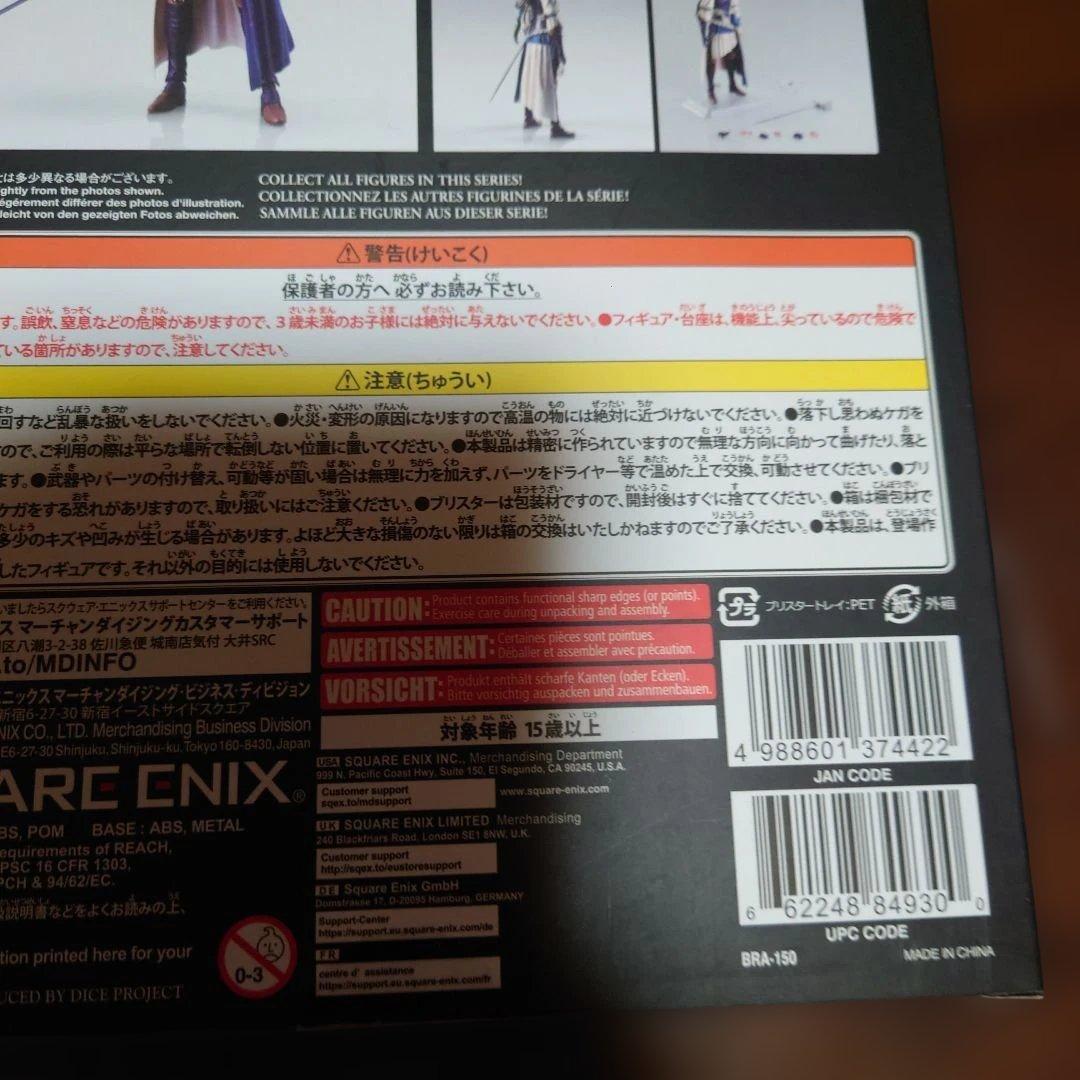 は多少異なる場合がございます。
ightly from the photos shown.
égérement différer des photos d'illustration.
leicht von den gezeigten Fotos abweichen.
COLLECT ALL FIGURES IN THIS SERIES!
COLLECTIONNEZ LES AUTRES FIGURINES DE LA SÉRIE!
SAMMLE ALLE FIGUREN AUS DIESER SERIE!
警告(けいこく)
保護者の方へ 必ずお読み下さい。
す。誤飲、窒息などの危険がありますので、3歳未満のお子様には絶対に与えないでください。●フィギュア・台座は、機能上、尖っているので危険で
ている箇所がありますので、注意してください。
注意(ちゅうい)
回すなど乱暴な扱いをしないでください。●火災・変形の原因になりますので高温の物には絶対に近づけないでください。●落下し思わぬケガを
ので、ご利用の際は平らな場所で転倒しない位置に置いてください。●本製品は精密に作られていますので無理な方向に向かって曲げたり、落と
ます。●武器やパーツの付け替え、可動等が固い場合は無理に力を加えず、パーツをドライヤー等で温めた上で交換、可動させてください。●ブリ
ケガをする恐れがありますので、取り扱いにはご注意ください。●ブリスターは包装材ですので、開封後はすぐに捨ててください。●箱は梱包材で
多少のキズや凹みが生じる場合があります。よほど大きな損傷のない限りは箱の交換はいたしかねますのでご了承ください。●本製品は、登場作
したフィギュアです。それ以外の目的には使用しないでください。
いましたらスクウェア・エニックスサポートセンターをご利用ください。
ス マーチャンダイジングカスタマーサポート
区八潮3-2-38 佐川急便 城南店気付 大井SRC
to/MDINFO
エニックス マーチャンダイジング・ビジネス・ディビジョン
新宿6-27-30 新宿イーストサイドスクエア
NIX CO., LTD. Merchandising Business Division
E6-27-30 Shinjuku, Shinjuku-ku, Tokyo 160-8430, Japan
ARE ENIX®
BS, POM BASE : ABS, METAL
equirements of REACH,
PSC 16 CFR 1303,
PCH & 94/62/EC.
扱説明書などをよくお読みの上、
tion printed here for your
UCED BY DICE PROJECT
0-3
CAUTION: Product contains functional sharp edges (or points).
Exercise care during unpacking and assembly.
AVERTISSEMENT: Certaines pièces sont pointues.
Déballer et assembler avec précaution.
VORSICHT: Produkt enthält scharfe Kanten (oder Ecken).
Bitte vorsichtig auspacken und zusammenbauen.
対象年齢 15歳以上
USA SQUARE ENIX INC., Merchandising Department
999 N. Pacific Coast Hwy, Suite 150, El Segundo, CA 90245, U.S.A.
Customer support
sqex.to/mdsupport
www.square-enix.com
UK SQUARE ENIX LIMITED Merchandising
240 Blackfriars Road, London SE1 8NW, U.K.
Customer support
http://sqex.to/eustoresupport
DE Square Enix GmbH
Domstrasse 17, D-20095 Hamburg, GERMANY
Support-Center
https://support.eu.square-enix.com/de
FR
centre d' assistance
https://support.eu.square-enix.com/fr
プラ ブリスタートレイ:PET 紙 外箱
4 988601 374422
JAN CODE
6 62248 84930 0
UPC CODE
BRA-150
MADE IN CHINA